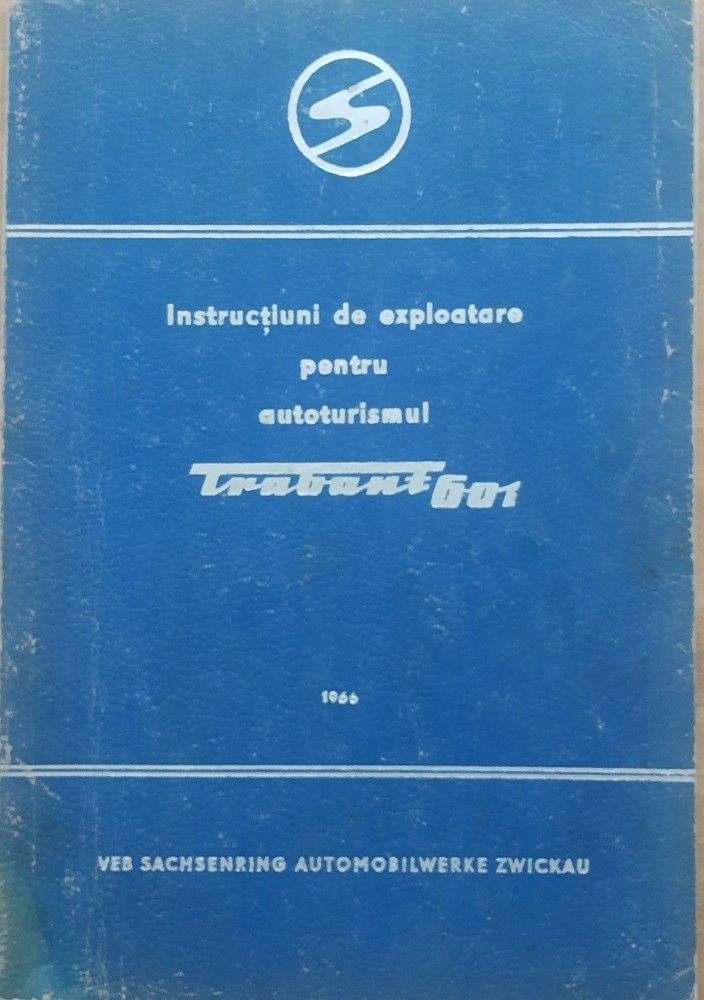 Instrucțiuni de exploatare
pentru
autoturismul
Trabant 601
1966
VEB SACHSENRING AUTOMOBILWERKE ZWICKAU